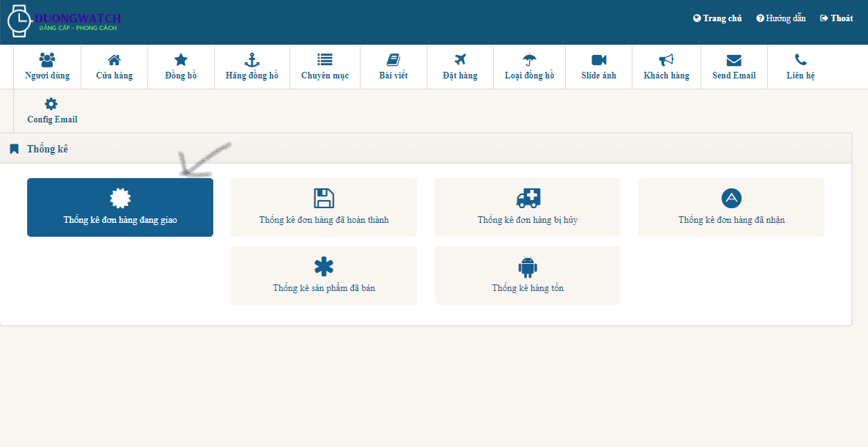 DUONGWATCH
ĐẲNG CẤP - PHONG CÁCH
Trang chủ Hướng dẫn Thoát
Người dùng Cửa hàng Đồng hồ Hãng đồng hồ Chuyên mục Bài viết Đặt hàng Loại đồng hồ Slide ảnh Khách hàng Send Email Liên hệ
Config Email
Thống kê
Thống kê đơn hàng đang giao Thống kê đơn hàng đã hoàn thành Thống kê đơn hàng bị hủy Thống kê đơn hàng đã nhận
Thống kê sản phẩm đã bán Thống kê hàng tồn